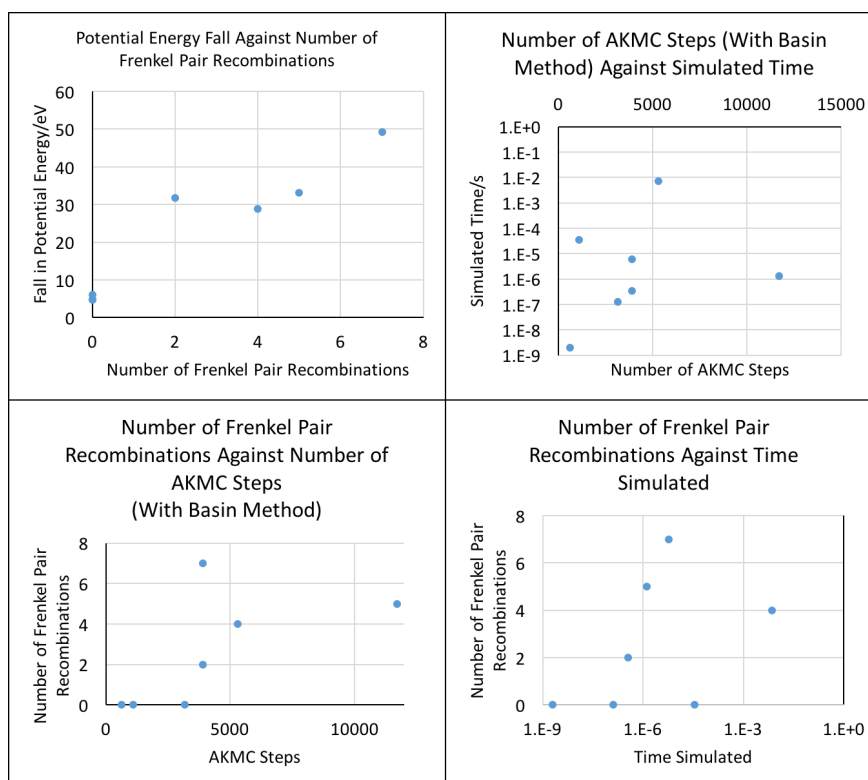 Potential Energy Fall Against Number of
Frenkel Pair Recombinations
60
50
40
30
20
10
0
Fall in Potential Energy/eV
0 2 4 6 8
Number of Frenkel Pair Recombinations
Number of AKMC Steps (With Basin
Method) Against Simulated Time
0 5000 10000 15000
1.E+0
1.E-1
1.E-2
1.E-3
1.E-4
1.E-5
1.E-6
1.E-7
1.E-8
1.E-9
Simulated Time/s
Number of AKMC Steps
Number of Frenkel Pair
Recombinations Against Number of
AKMC Steps
(With Basin Method)
8
6
4
2
0
Number of Frenkel Pair
Recombinations
0 5000 10000
AKMC Steps
Number of Frenkel Pair
Recombinations Against Time
Simulated
8
6
4
2
0
Number of Frenkel Pair
Recombinations
1.E-9 1.E-6 1.E-3 1.E+0
Time Simulated